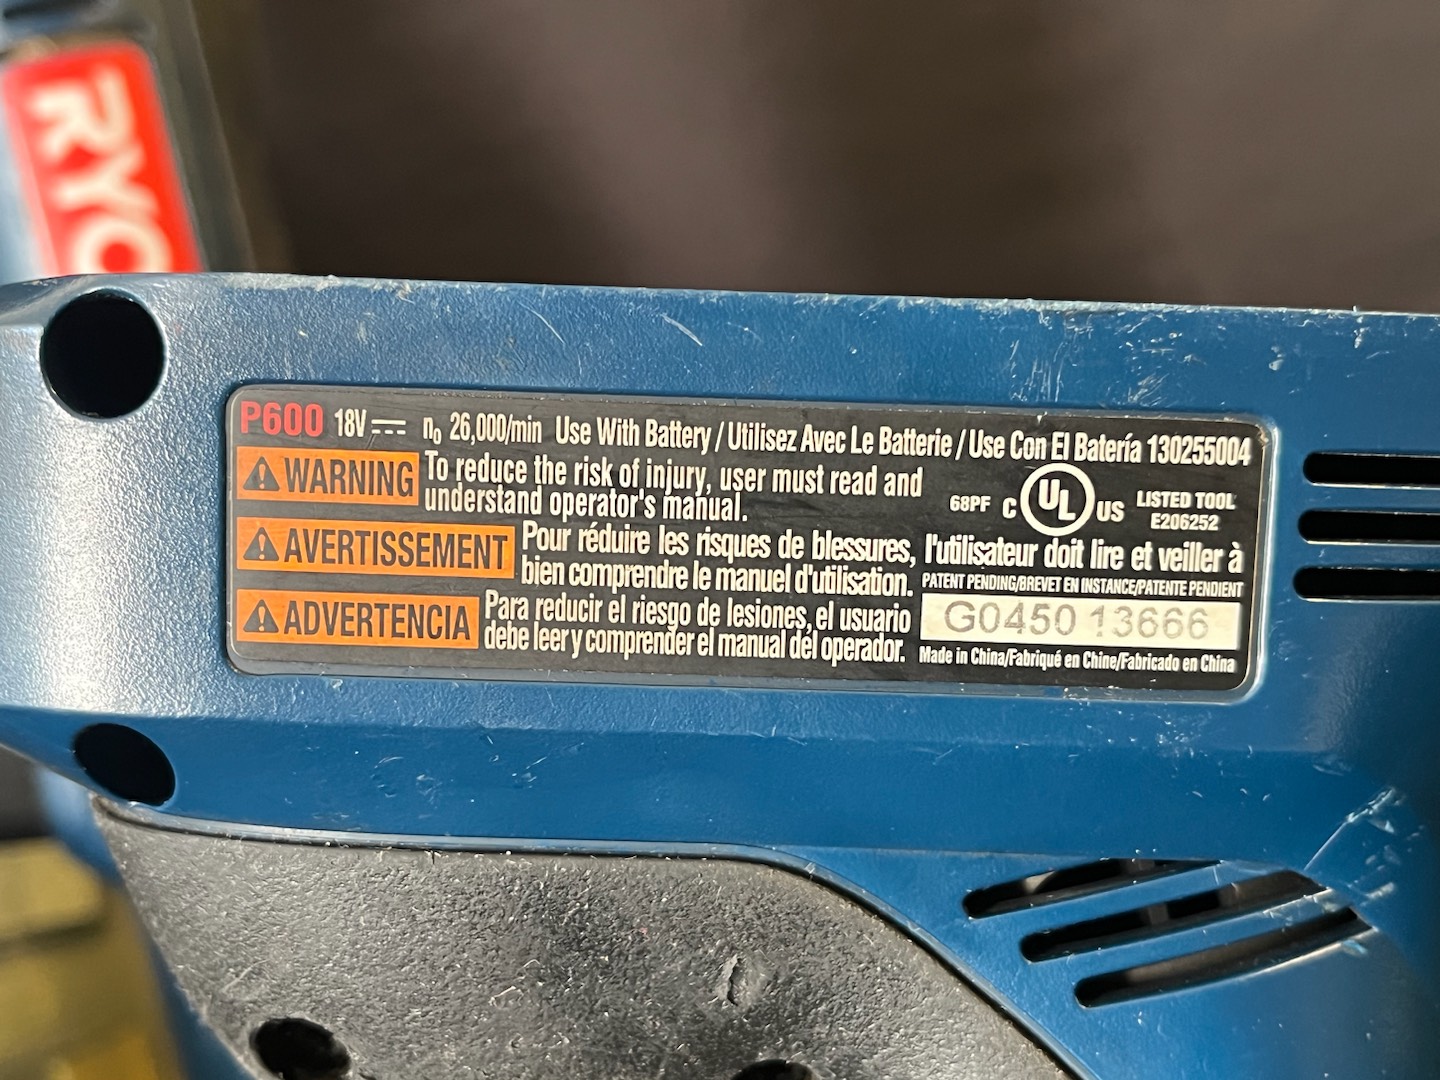 RYO
P600 18V n₀ 26,000/min Use With Battery / Utilisez Avec Le Batterie / Use Con El Batería 130255004
WARNING To reduce the risk of injury, user must read and
understand operator's manual.
68PF C UL US LISTED TOOL
E206252
AVERTISSEMENT Pour réduire les risques de blessures, l'utilisateur doit lire et veiller à
bien comprendre le manuel d'utilisation.
PATENT PENDING/BREVET EN INSTANCE/PATENTE PENDIENT
ADVERTENCIA Para reducir el riesgo de lesiones, el usuario
debe leer y comprender el manual del operador.
G0450 13666
Made in China/Fabriqué en Chine/Fabricado en China